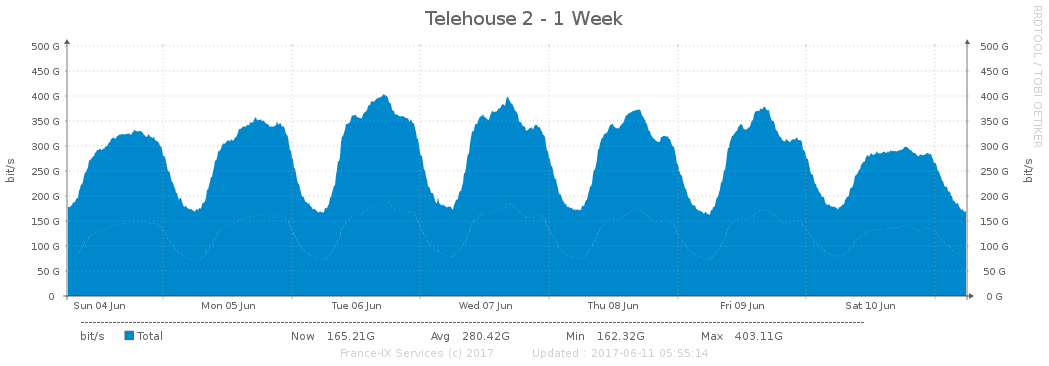 Telehouse 2 - 1 Week
RRDTOOL / TOBI OETIKER
500 G 500 G
450 G 450 G
400 G 400 G
350 G 350 G
300 G 300 G
250 G 250 G
200 G 200 G
150 G 150 G
100 G 100 G
50 G 50 G
0 0 G
bit/s bit/s
Sun 04 Jun Mon 05 Jun Tue 06 Jun Wed 07 Jun Thu 08 Jun Fri 09 Jun Sat 10 Jun
bit/s Total Now 165.21G Avg 280.42G Min 162.32G Max 403.11G
France-IX Services (c) 2017 Updated : 2017-06-11 05:55:14